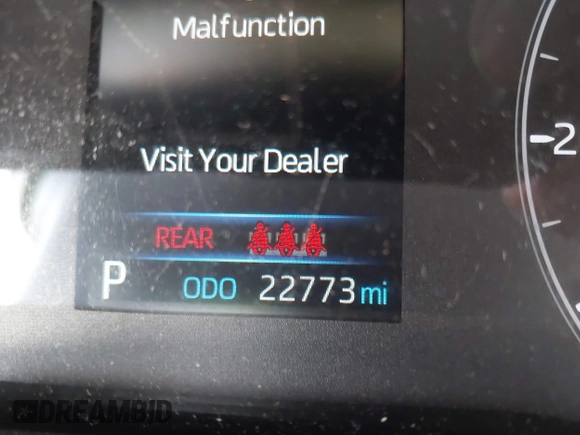 Malfunction
Visit Your Dealer
REAR
P ODO 22773 mi
2
DREAMBID